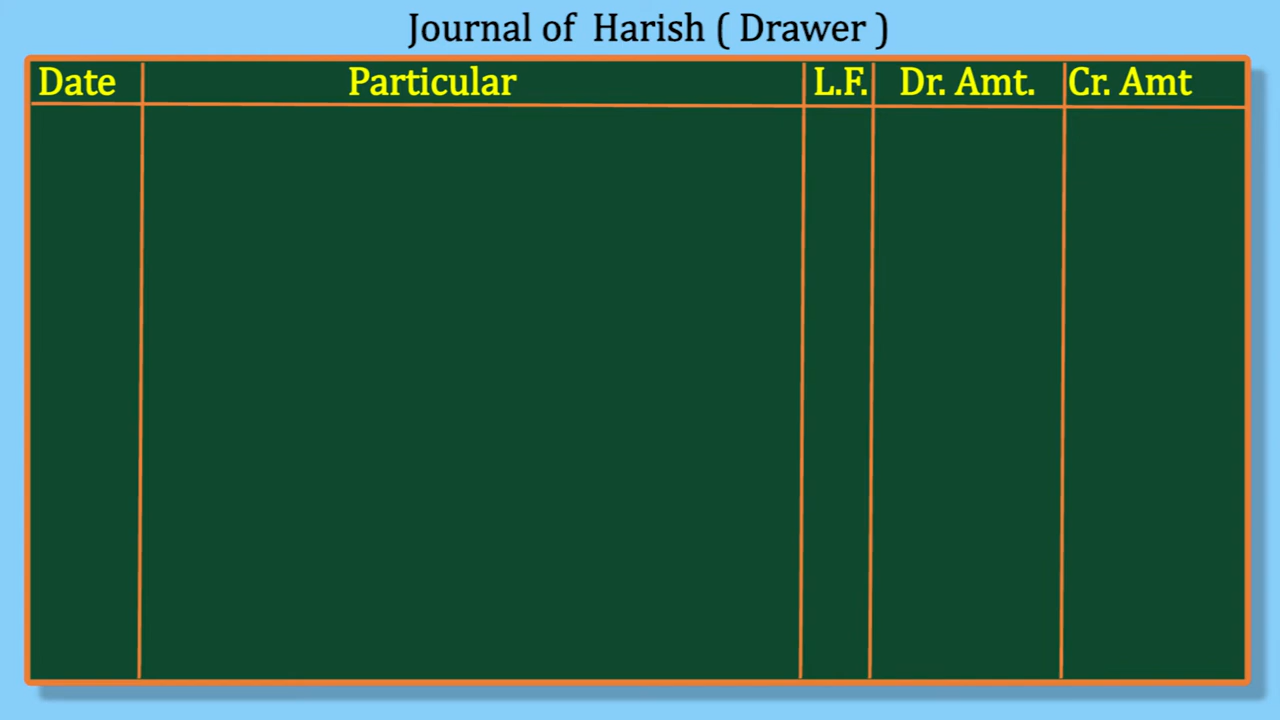 Journal of Harish ( Drawer )
Date Particular L.F. Dr. Amt. Cr. Amt